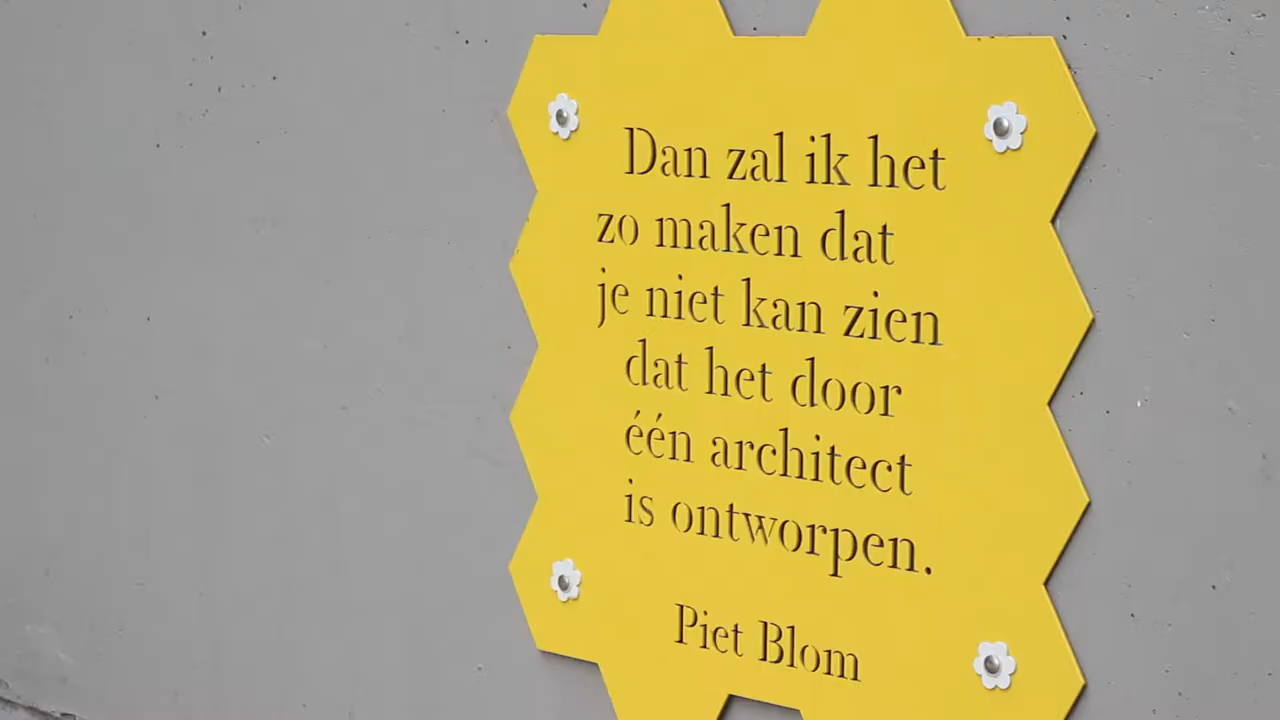 Dan zal ik het
zo maken dat
je niet kan zien
dat het door
één architect
is ontworpen.
Piet Blom